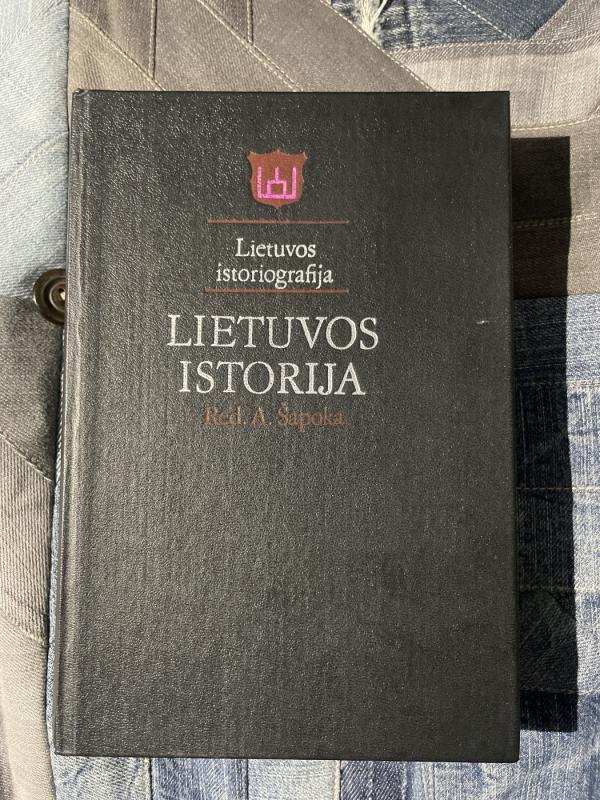 Lietuvos
istoriografija
LIETUVOS
ISTORIJA
Red. A. Šapoka